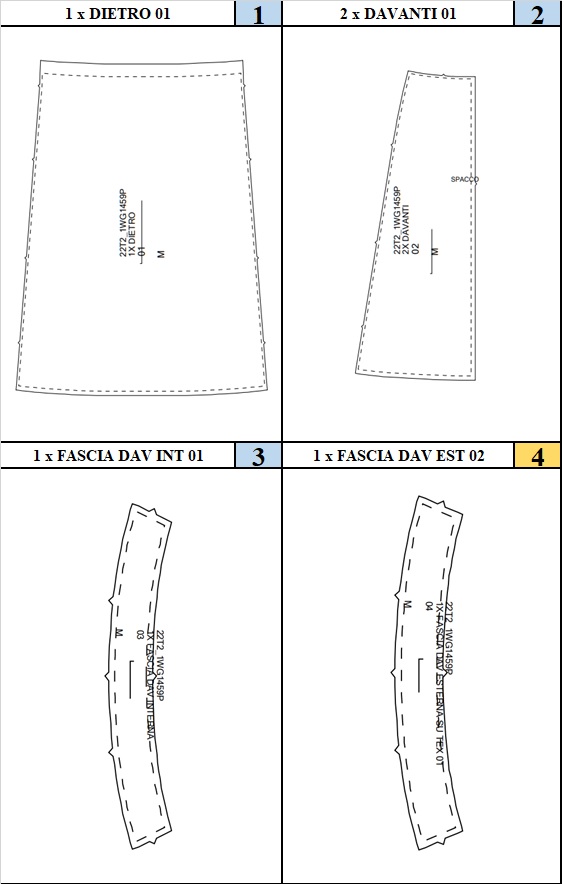 1 x DIETRO 01
1
2 x DAVANTI 01
2
22T2_1WG1459P
1X DIETRO
01
M
SPACCO
22T2_1WG1459P
2X DAVANTI
02
M
1 x FASCIA DAV INT 01
3
1 x FASCIA DAV EST 02
4
22T2_1WG1459P
1X FASCIA DAV INTERNA
03
M
22T2_1WG1459R
1X FASCIA DAV ESTERNA SU TEX 01
04
M